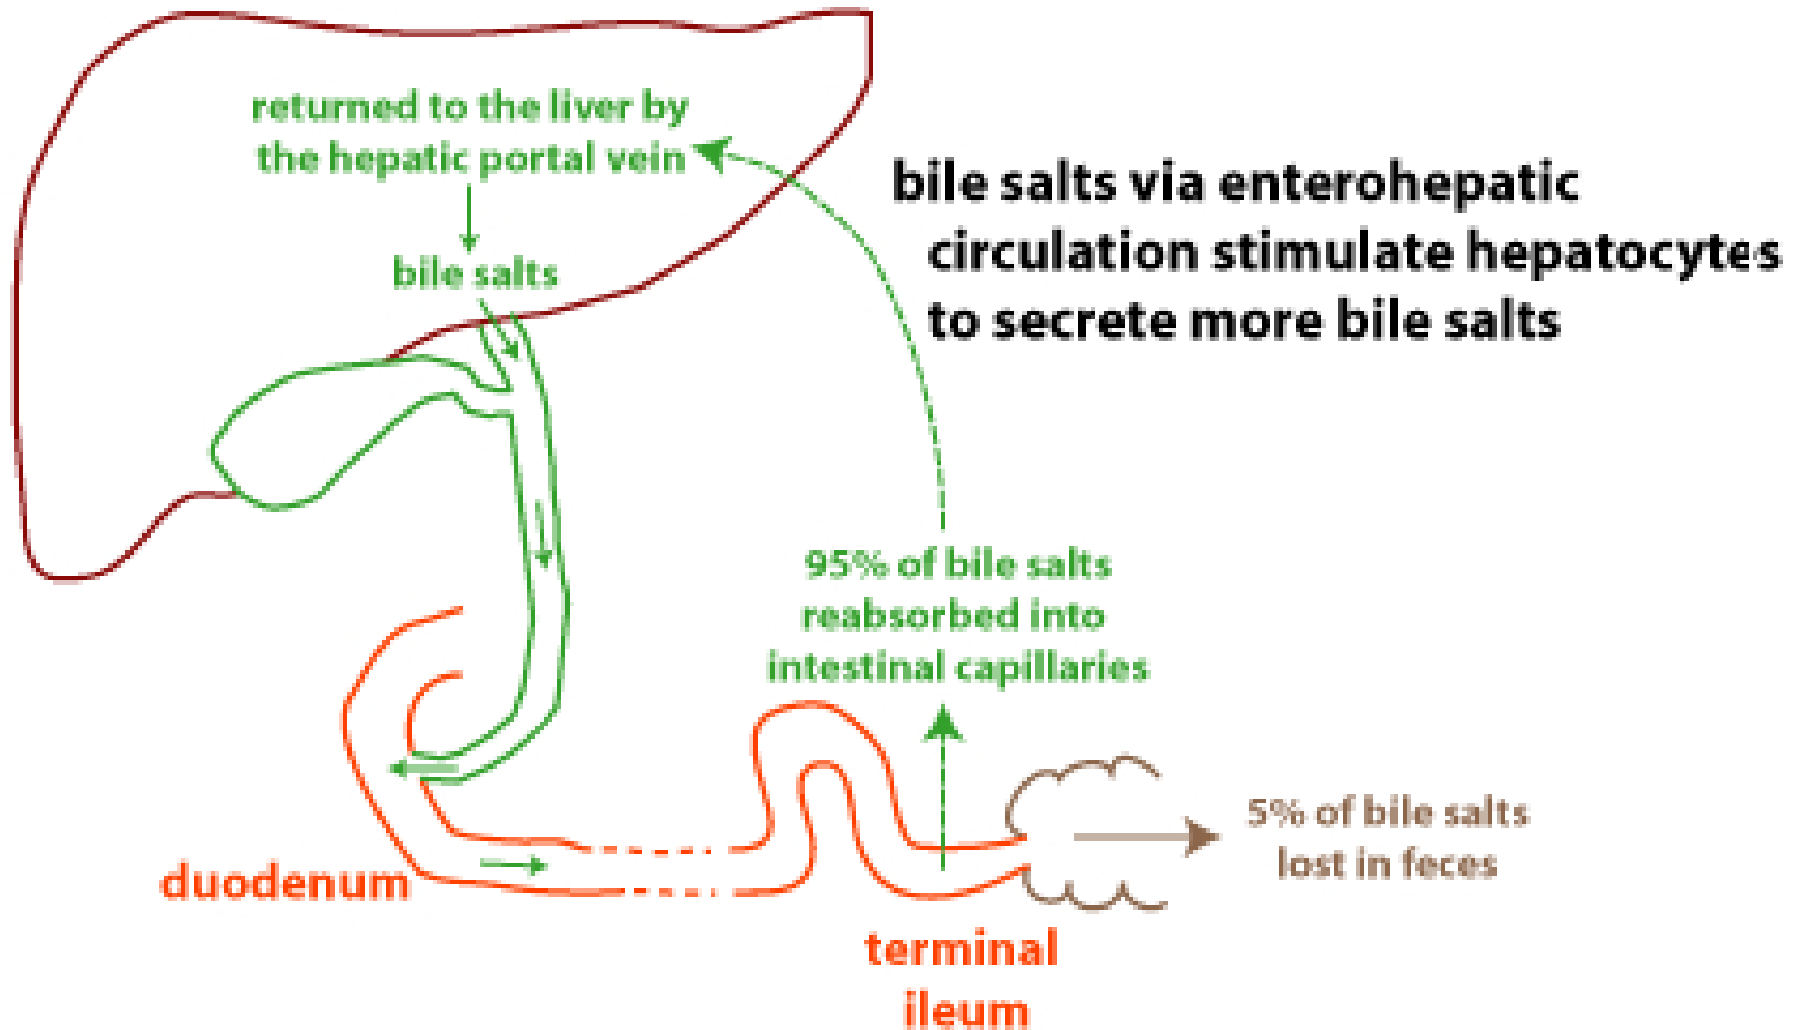 returned to the liver by
the hepatic portal vein
bile salts
bile salts via enterohepatic
circulation stimulate hepatocytes
to secrete more bile salts
95% of bile salts
reabsorbed into
intestinal capillaries
5% of bile salts
lost in feces
duodenum
terminal
ileum